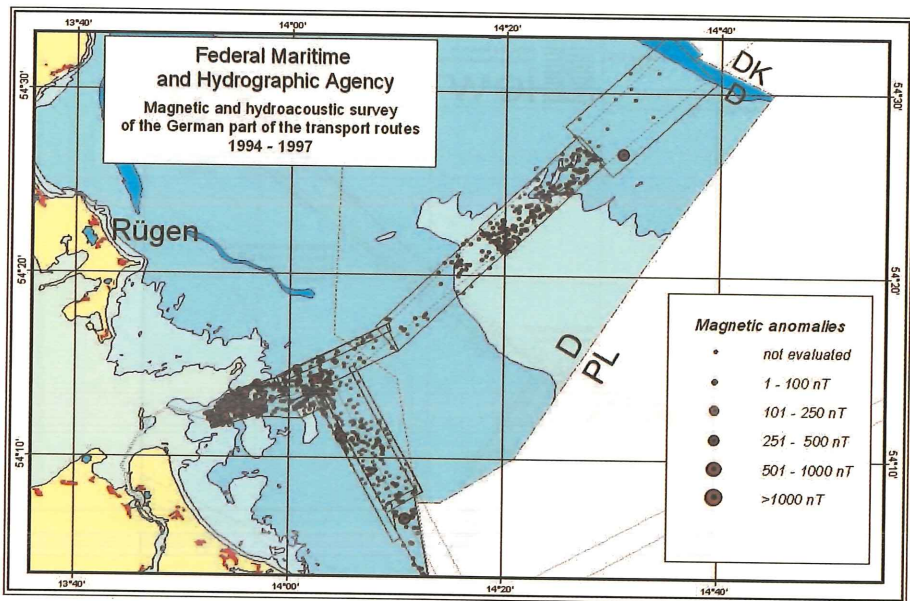 13°40'
14°00'
14°20'
14°40'
Federal Maritime
and Hydrographic Agency
Magnetic and hydroacoustic survey
of the German part of the transport routes
1994 - 1997
DK
D
54°30'
54°30'
Rügen
54°20'
54°20'
D
PL
Magnetic anomalies
not evaluated
1 - 100 nT
101 - 250 nT
251 - 500 nT
501 - 1000 nT
>1000 nT
54°10'
54°10'
13°40'
14°00'
14°20'
14°40'